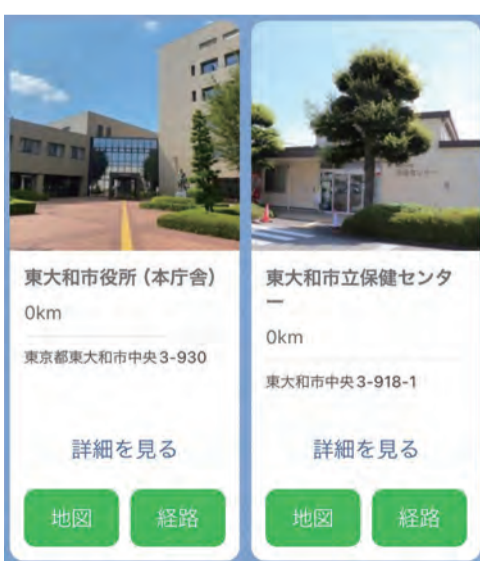 東大和市役所（本庁舎）
0km
東京都東大和市中央3-930
詳細を見る
地図
経路
東大和市立保健センタ
ー
0km
東大和市中央3-918-1
詳細を見る
地図
経路